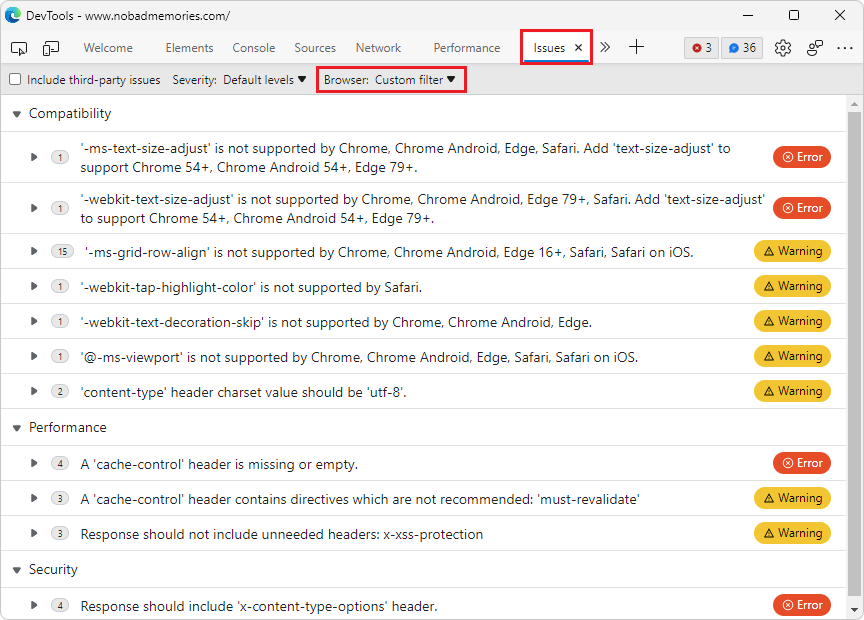 DevTools - www.nobadmemories.com/
Welcome Elements Console Sources Network Performance Issues 3 36
Include third-party issues Severity: Default levels Browser: Custom filter
Compatibility
1 '-ms-text-size-adjust' is not supported by Chrome, Chrome Android, Edge, Safari. Add 'text-size-adjust' to
support Chrome 54+, Chrome Android 54+, Edge 79+.
Error
1 '-webkit-text-size-adjust' is not supported by Chrome, Chrome Android, Edge 79+, Safari. Add 'text-size-adjust'
to support Chrome 54+, Chrome Android 54+, Edge 79+.
Error
15 '-ms-grid-row-align' is not supported by Chrome, Chrome Android, Edge 16+, Safari, Safari on iOS. Warning
1 '-webkit-tap-highlight-color' is not supported by Safari. Warning
1 '-webkit-text-decoration-skip' is not supported by Chrome, Chrome Android, Edge. Warning
1 '@-ms-viewport' is not supported by Chrome, Chrome Android, Edge, Safari, Safari on iOS. Warning
2 'content-type' header charset value should be 'utf-8'. Warning
Performance
4 A 'cache-control' header is missing or empty. Error
3 A 'cache-control' header contains directives which are not recommended: 'must-revalidate' Warning
3 Response should not include unneeded headers: x-xss-protection Warning
Security
4 Response should include 'x-content-type-options' header. Error